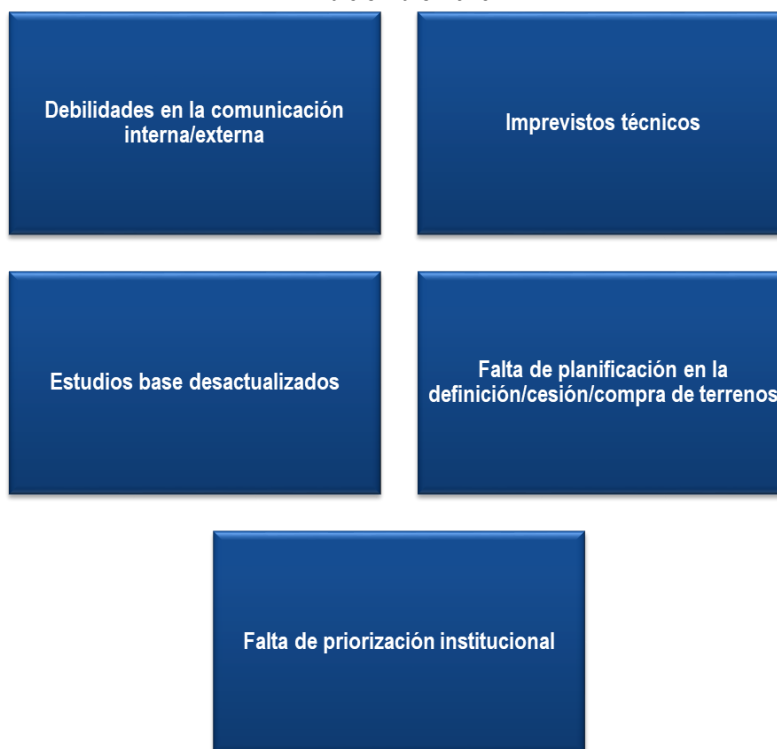 Debilidades en la comunicación
interna/externa
Imprevistos técnicos
Estudios base desactualizados
Falta de planificación en la
definición/cesión/compra de terrenos
Falta de priorización institucional